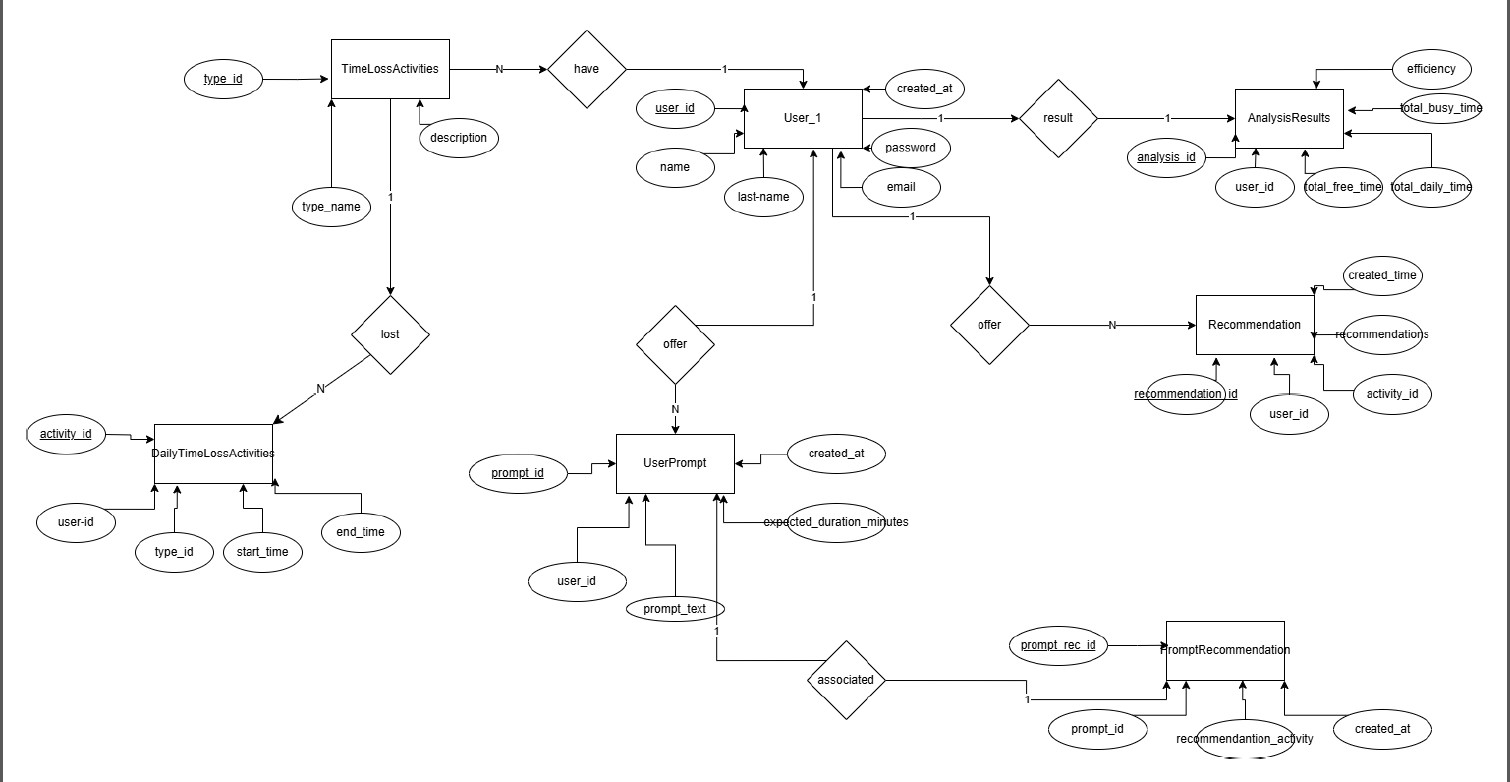 efficiency
TimeLossActivities
N
have
1
type_id
created_at
total_busy_time
user_id
User_1
1
result
1
AnalysisResults
description
password
name
analysis_id
email
user_id
total_free_time
total_daily_time
last-name
type_name
1
1
created_time
1
offer
N
Recommendation
lost
offer
recommendations
N
recommendation_id
activity_id
N
user_id
activity_id
DailyTimeLossActivities
created_at
UserPrompt
prompt_id
user-id
expected_duration_minutes
end_time
type_id
start_time
user_id
prompt_text
1
prompt_rec_id
PromptRecommendation
associated
1
prompt_id
created_at
recommendantion_activity